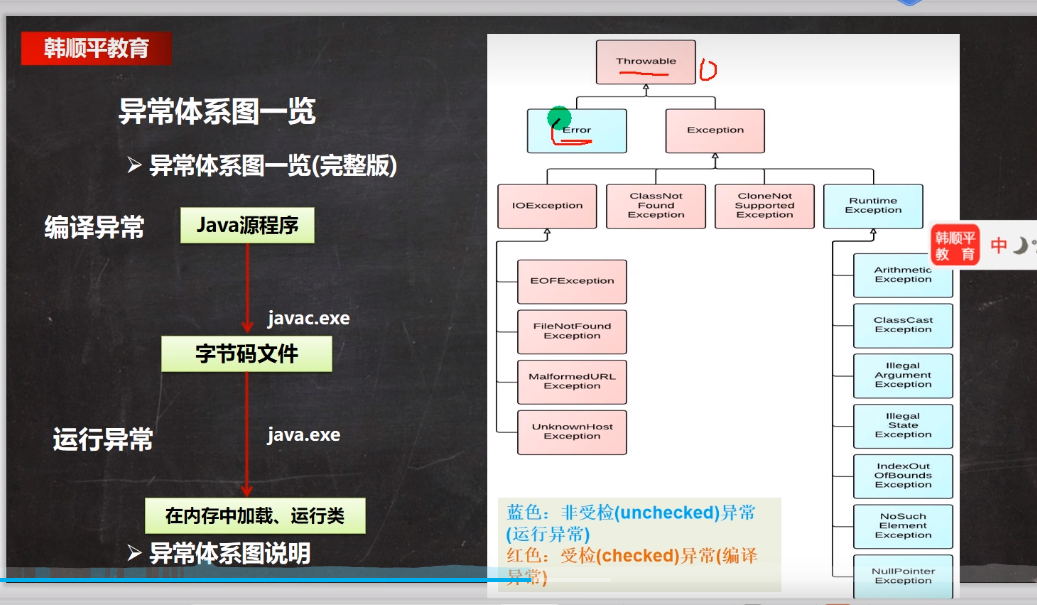 韩顺平教育
异常体系图一览
➢ 异常体系图一览(完整版)
编译异常
Java源程序
javac.exe
字节码文件
运行异常
java.exe
在内存中加载、运行类
➢ 异常体系图说明
Throwable
Error
Exception
IOException
ClassNot
Found
Exception
CloneNot
Supported
Exception
Runtime
Exception
EOFException
FileNotFound
Exception
MalformedURL
Exception
UnknownHost
Exception
Arithmetic
Exception
ClassCast
Exception
Illegal
Argument
Exception
Illegal
State
Exception
IndexOut
OfBounds
Exception
NoSuch
Element
Exception
NullPointer
Exception
蓝色：非受检(unchecked)异常
(运行异常)
红色：受检(checked)异常(编译
异常)
韩顺平
教 育
中